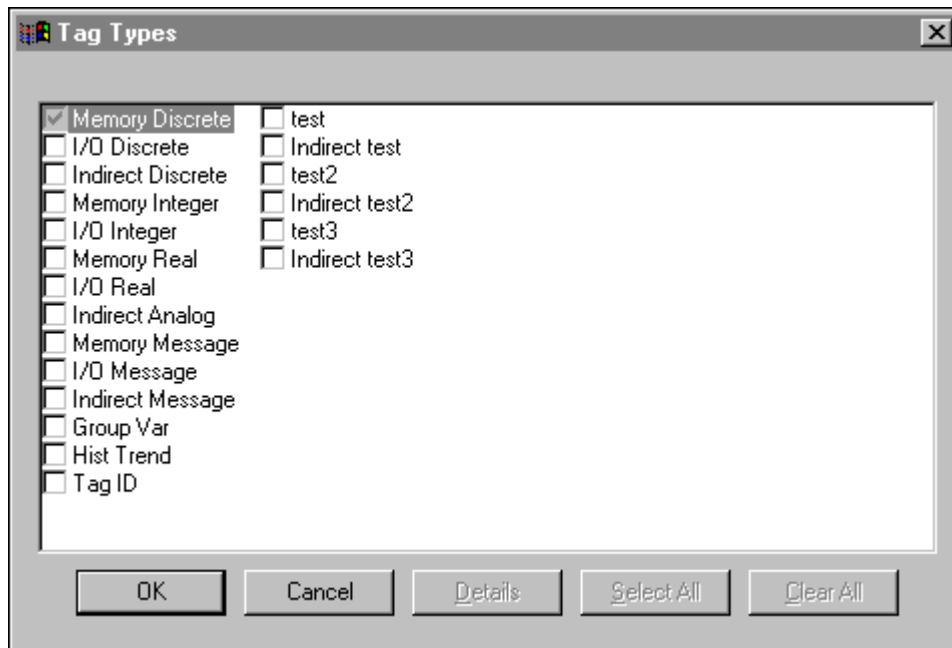 Tag Types
Memory Discrete
I/O Discrete
Indirect Discrete
Memory Integer
I/O Integer
Memory Real
I/O Real
Indirect Analog
Memory Message
I/O Message
Indirect Message
Group Var
Hist Trend
Tag ID
test
Indirect test
test2
Indirect test2
test3
Indirect test3
OK Cancel Details Select All Clear All